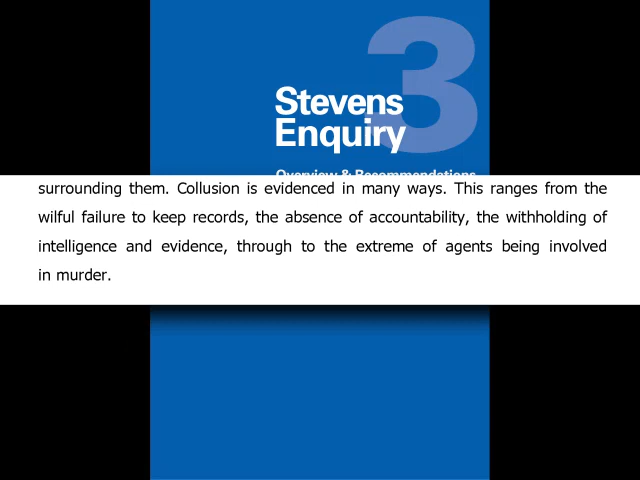 3
Stevens
Enquiry
Overview & Recommendations
surrounding them. Collusion is evidenced in many ways. This ranges from the
wilful failure to keep records, the absence of accountability, the withholding of
intelligence and evidence, through to the extreme of agents being involved
in murder.